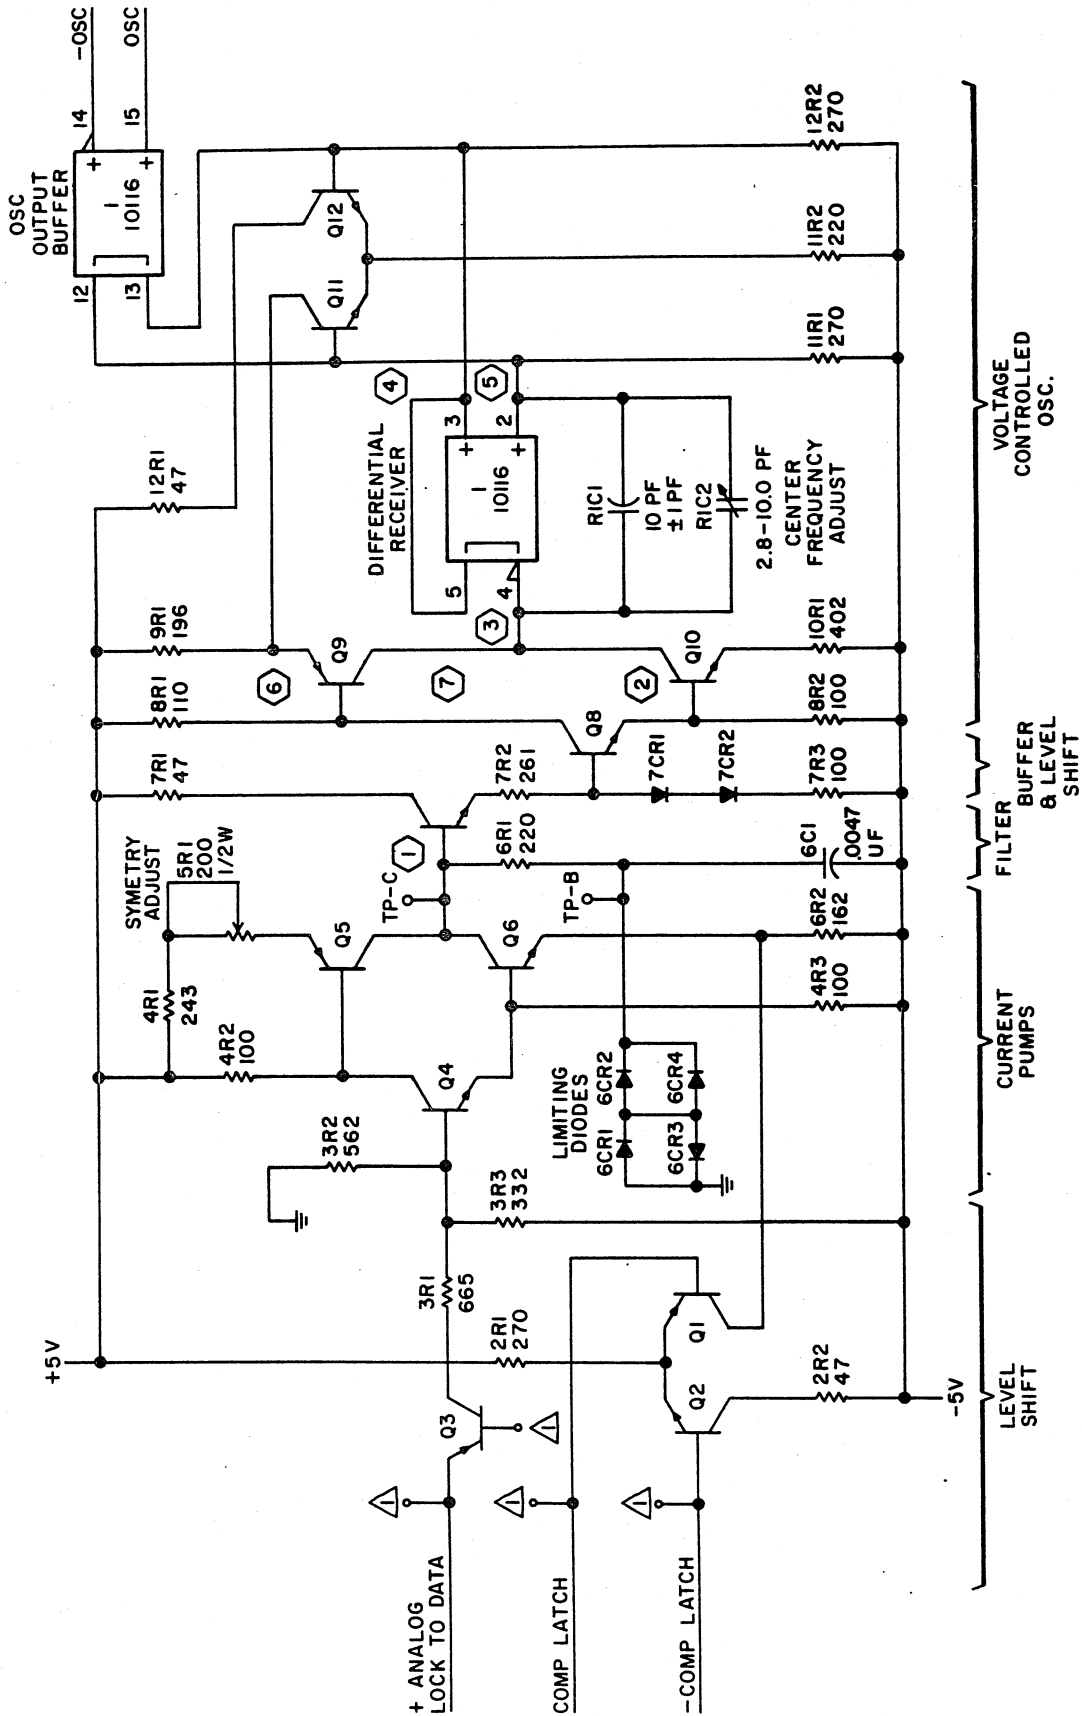 +5V
+ ANALOG
LOCK TO DATA
COMP LATCH
-COMP LATCH
1
1
1
1
Q3
3R1
665
3R2
562
3R3
332
2R1
270
Q1
Q2
2R2
47
-5V
LEVEL
SHIFT
4R1
243
4R2
100
SYMETRY
ADJUST
5R1
200
1/2W
Q4
Q5
Q6
TP-C
TP-B
LIMITING
DIODES
6CR1
6CR2
6CR3
6CR4
4R3
100
6R2
162
CURRENT
PUMPS
1
6R1
220
6C1
.0047
UF
FILTER
7R1
47
7R2
261
7CR1
7CR2
7R3
100
BUFFER
& LEVEL
SHIFT
8R1
110
9R1
196
Q8
8R2
100
6
Q9
7
2
Q10
10R1
402
3
12R1
47
DIFFERENTIAL
RECEIVER
5
4
1
10116
+
+
3
2
4
5
R1C1
10 PF
±1PF
R1C2
2.8-10.0 PF
CENTER
FREQUENCY
ADJUST
Q11
Q12
11R1
270
11R2
220
12R2
270
VOLTAGE
CONTROLLED
OSC.
OSC
OUTPUT
BUFFER
12
13
1
10116
+
+
14
15
-OSC
OSC